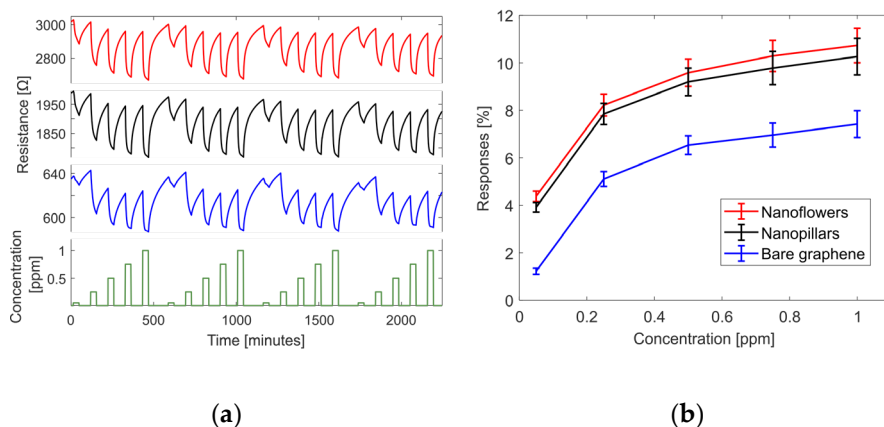 3000
2800
1950
1850
640
600
1
0.5
Resistance [Ω]
Concentration
[ppm]
0
500
1000
1500
2000
Time [minutes]
(a)
12
10
8
6
4
2
0
Responses [%]
Nanoflowers
Nanopillars
Bare graphene
0
0.2
0.4
0.6
0.8
1
Concentration [ppm]
(b)